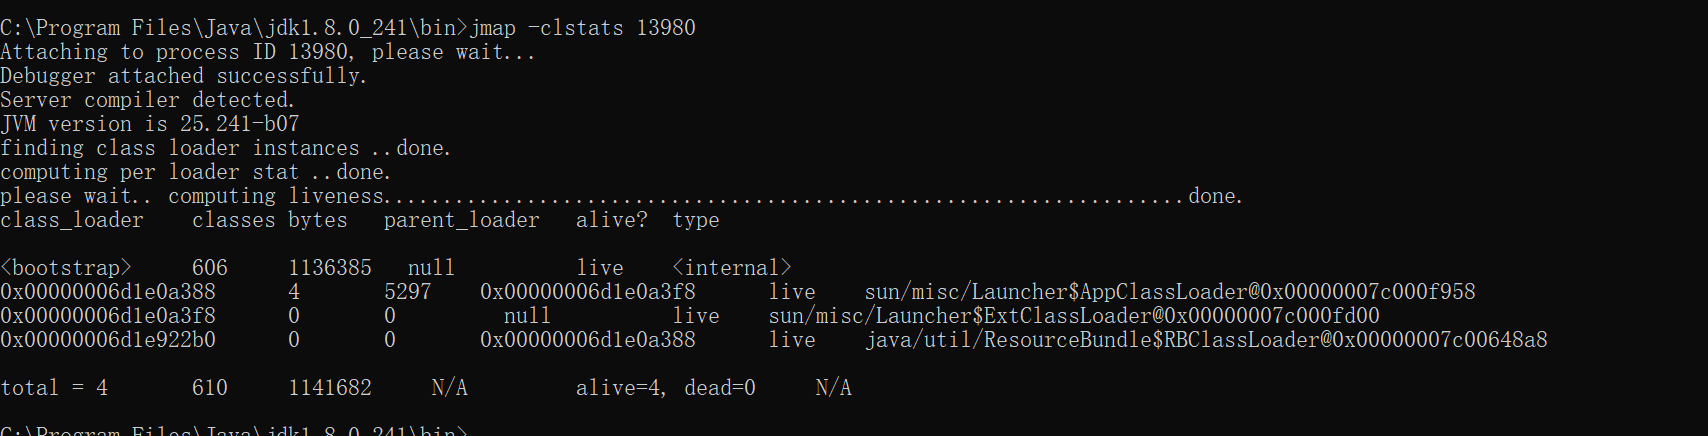 C:\Program Files\Java\jdk1.8.0_241\bin>jmap -clstats 13980
Attaching to process ID 13980, please wait...
Debugger attached successfully.
Server compiler detected.
JVM version is 25.241-b07
finding class loader instances ..done.
computing per loader stat ..done.
please wait.. computing liveness...................................................................done.
class_loader    classes bytes   parent_loader   alive?  type
<bootstrap>     606     1136385   null          live    <internal>
0x00000006d1e0a388      4       5297    0x00000006d1e0a3f8      live    sun/misc/Launcher$AppClassLoader@0x00000007c000f958
0x00000006d1e0a3f8      0       0         null          live    sun/misc/Launcher$ExtClassLoader@0x00000007c000fd00
0x00000006d1e922b0      0       0       0x00000006d1e0a388      live    java/util/ResourceBundle$RBClassLoader@0x00000007c00648a8
total = 4       610     1141682     N/A         alive=4, dead=0     N/A
C:\Program Files\Java\jdk1.8.0_241\bin>